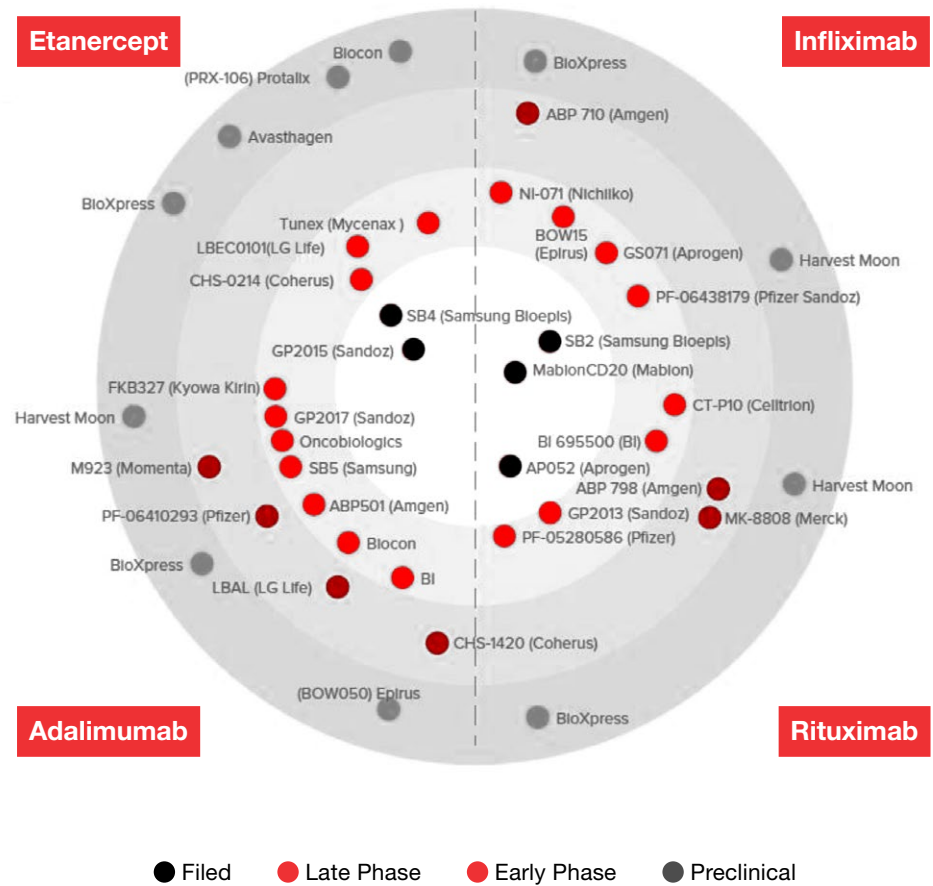 Etanercept
Infliximab
Biocon
(PRX-106) Protalix
BioXpress
ABP 710 (Amgen)
Avasthagen
BioXpress
NI-071 (Nichiiko)
Tunex (Mycenax )
BOW15
(Epirus)
LBEC0101(LG Life)
GS071 (Aprogen)
Harvest Moon
CHS-0214 (Coherus)
PF-06438179 (Pfizer Sandoz)
SB4 (Samsung Bioepis)
SB2 (Samsung Bioepis)
GP2015 (Sandoz)
MabionCD20 (Mabion)
FKB327 (Kyowa Kirin)
CT-P10 (Celltrion)
Harvest Moon
GP2017 (Sandoz)
Oncobiologics
BI 695500 (BI)
M923 (Momenta)
SB5 (Samsung)
AP052 (Aprogen)
ABP 798 (Amgen)
Harvest Moon
ABP501 (Amgen)
PF-06410293 (Pfizer)
GP2013 (Sandoz)
MK-8808 (Merck)
Biocon
PF-05280586 (Pfizer)
BioXpress
BI
LBAL (LG Life)
CHS-1420 (Coherus)
(BOW050) Epirus
BioXpress
Adalimumab
Rituximab
Filed
Late Phase
Early Phase
Preclinical